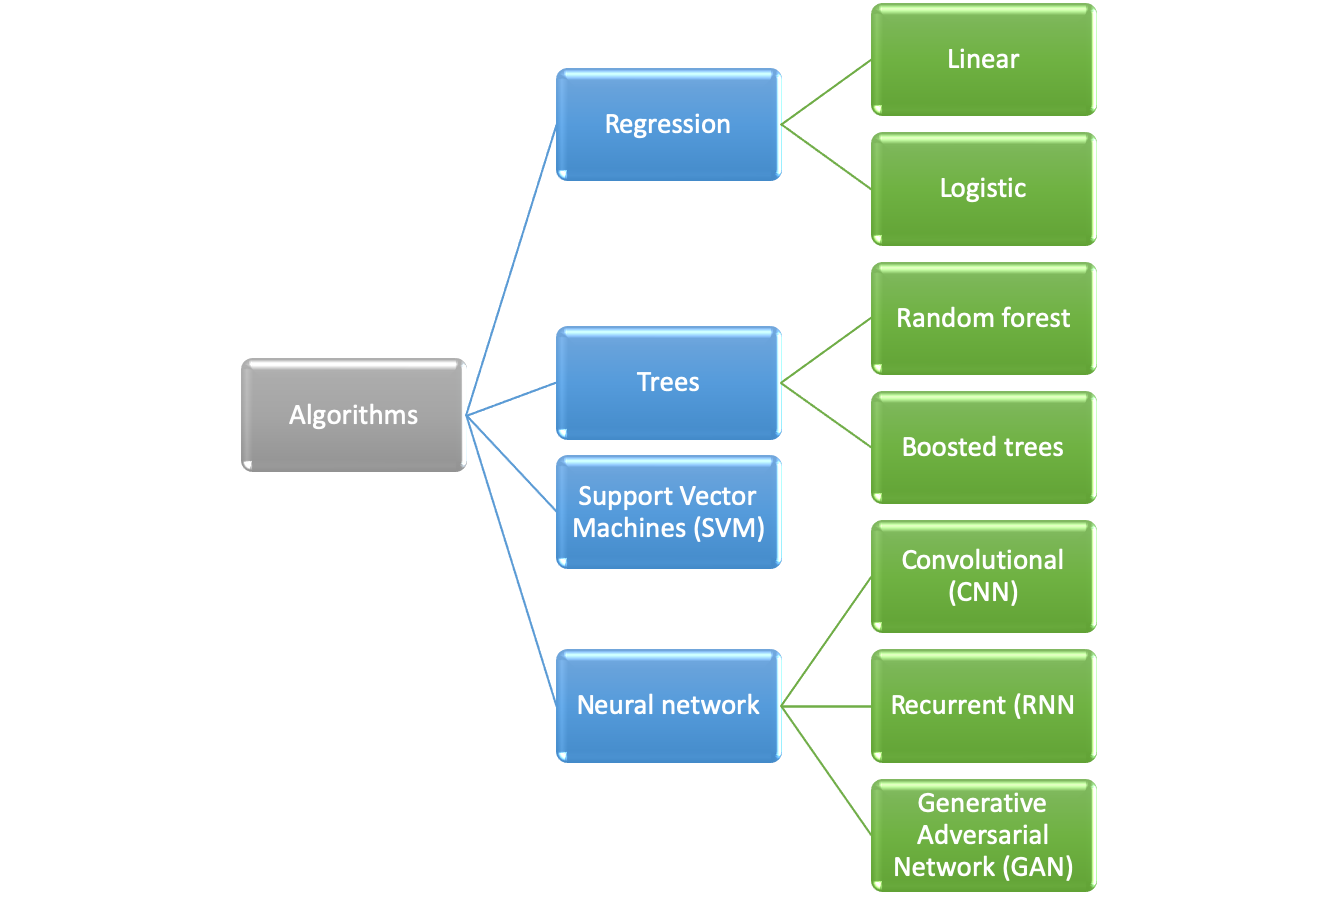 Algorithms
Regression
Linear
Logistic
Trees
Random forest
Boosted trees
Support Vector
Machines (SVM)
Neural network
Convolutional
(CNN)
Recurrent (RNN
Generative
Adversarial
Network (GAN)